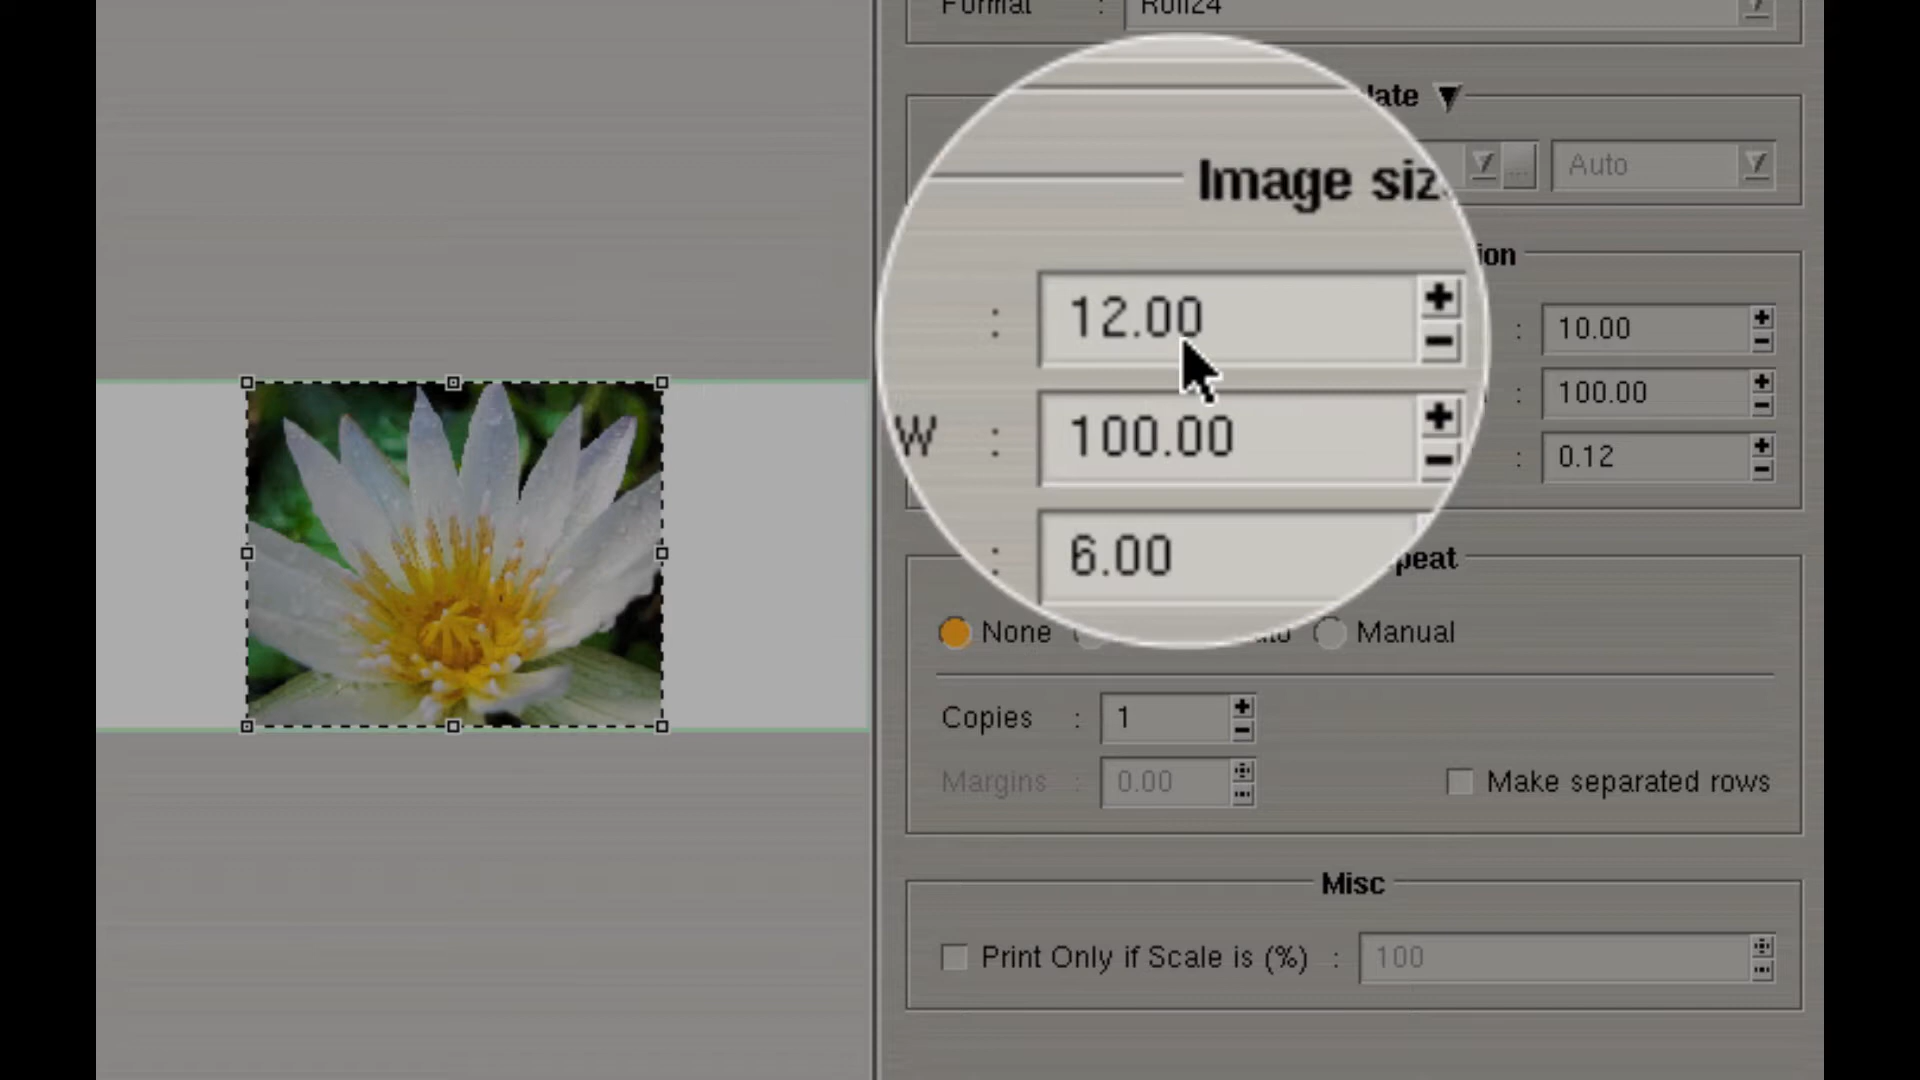 Format : Roll24
late ▼
... Auto
Image siz
ion
: 12.00
: 10.00
W : 100.00
: 100.00
: 6.00
: 0.12
peat
None Manual
Copies : 1
Margins : 0.00 Make separated rows
Misc
Print Only if Scale is (%) : 100